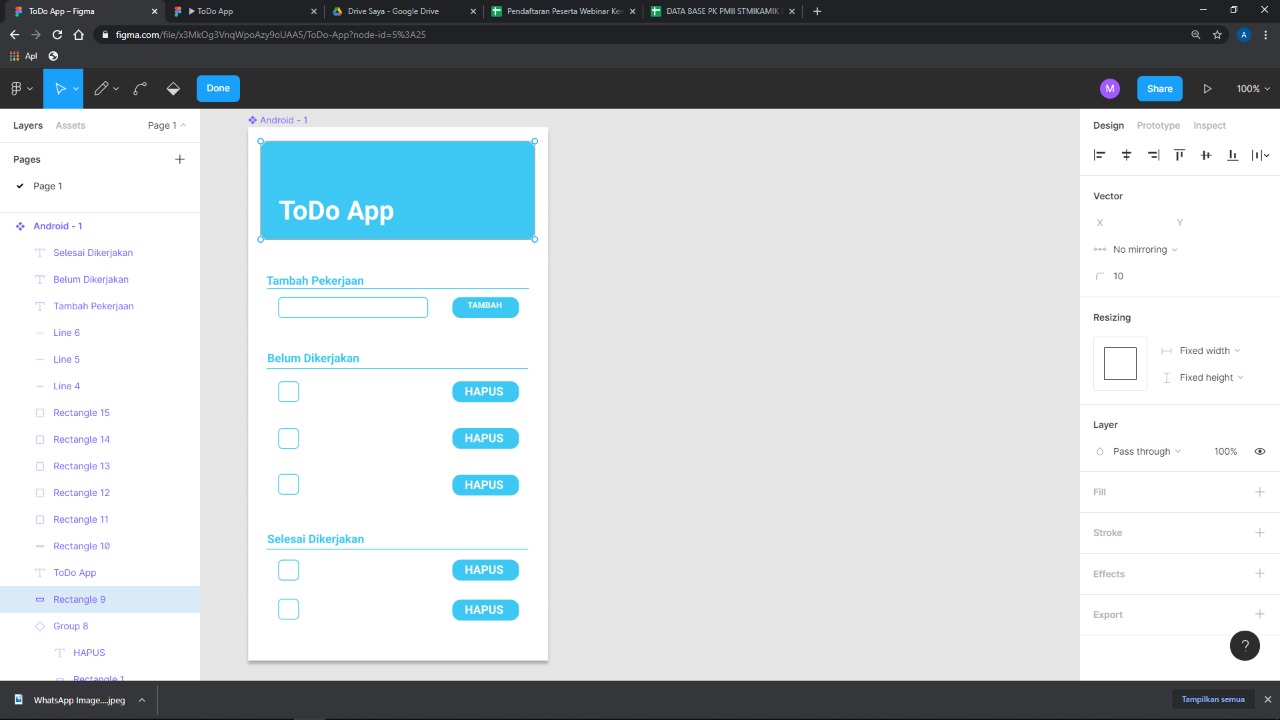 ToDo App – Figma
ToDo App
Drive Saya - Google Drive
Pendaftaran Peserta Webinar Ke
DATA BASE PK PMII STMIKAMIK
figma.com/file/x3MkOg3VnqWpoAzy9oUAA5/ToDo-App?node-id=5%3A25
A
Apl
Done
M
Share
100%
Layers
Assets
Page 1
Pages
Page 1
Android - 1
Selesai Dikerjakan
Belum Dikerjakan
Tambah Pekerjaan
Line 6
Line 5
Line 4
Rectangle 15
Rectangle 14
Rectangle 13
Rectangle 12
Rectangle 11
Rectangle 10
ToDo App
Rectangle 9
Group 8
HAPUS
Rectangle 1
Android - 1
ToDo App
Tambah Pekerjaan
TAMBAH
Belum Dikerjakan
HAPUS
HAPUS
HAPUS
Selesai Dikerjakan
HAPUS
HAPUS
Design
Prototype
Inspect
Vector
X
Y
No mirroring
10
Resizing
Fixed width
Fixed height
Layer
Pass through
100%
Fill
Stroke
Effects
Export
?
WhatsApp Image....jpeg
Tampilkan semua